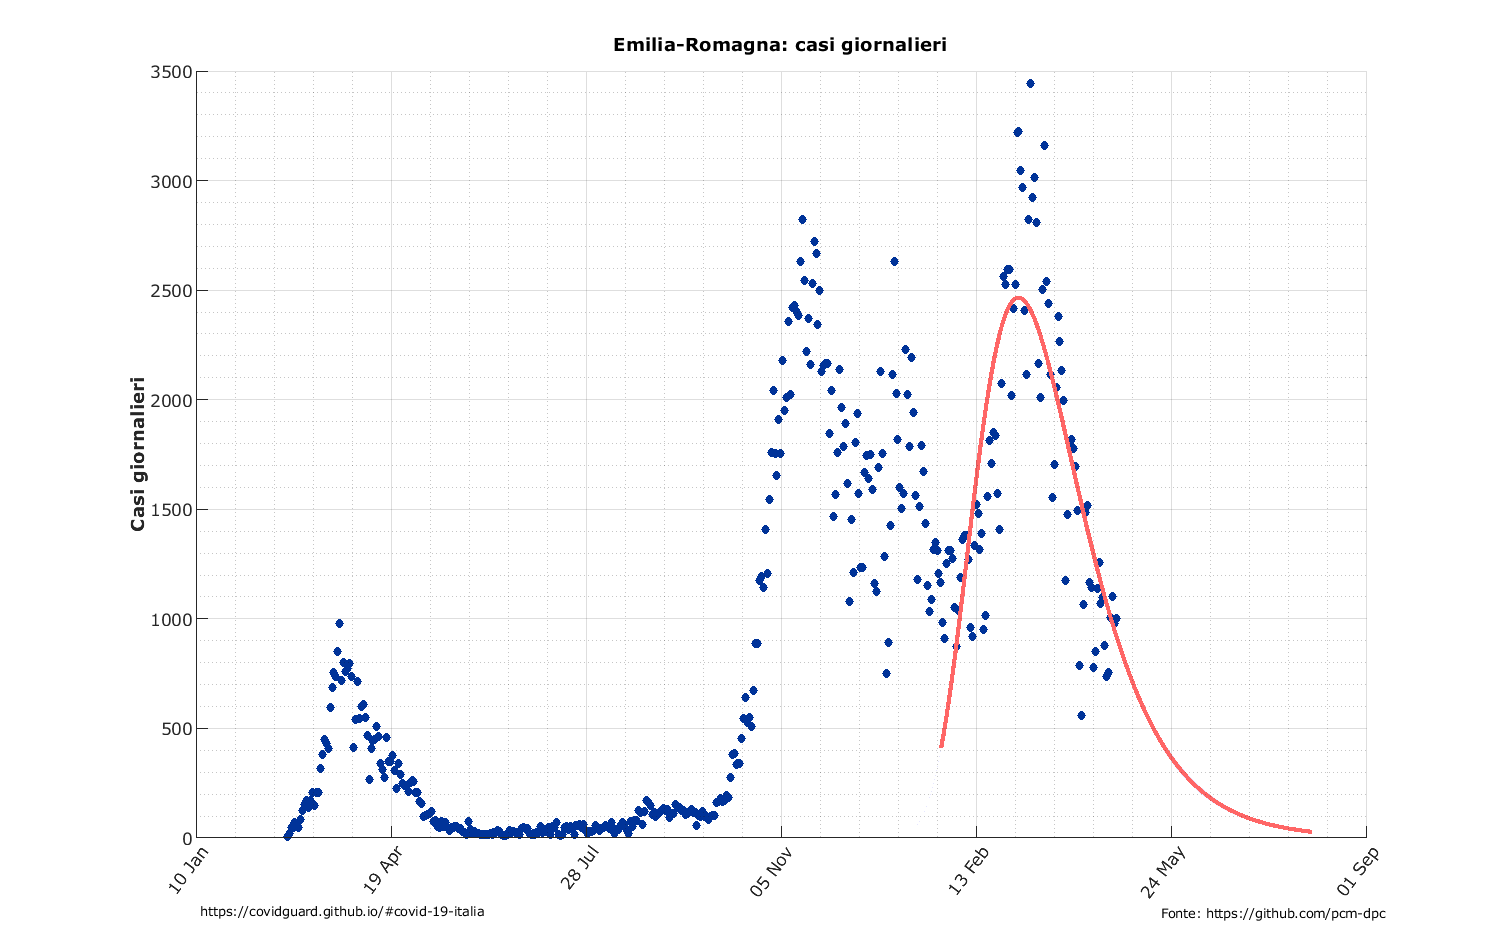 Emilia-Romagna: casi giornalieri
Casi giornalieri
3500
3000
2500
2000
1500
1000
500
0
10 Jan
19 Apr
28 Jul
05 Nov
13 Feb
24 May
01 Sep
https://covidguard.github.io/#covid-19-italia
Fonte: https://github.com/pcm-dpc